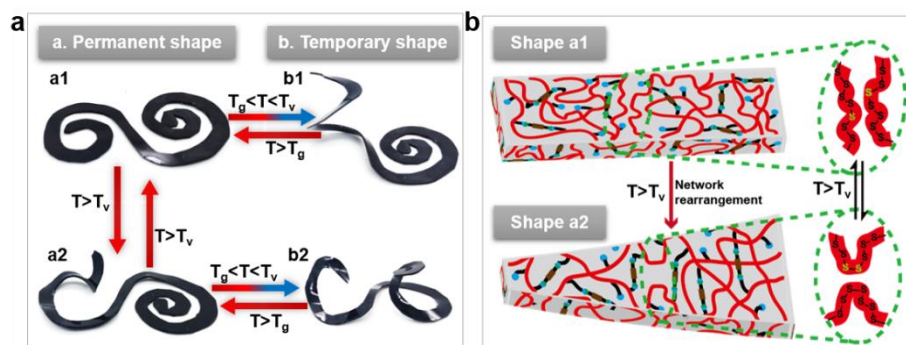 a
a. Permanent shape
b. Temporary shape
a1
b1
Tg<T<Tv
T>Tg
T>Tv
T>Tv
a2
b2
Tg<T<Tv
T>Tg
b
Shape a1
T>Tv
Network
rearrangement
T>Tv
Shape a2